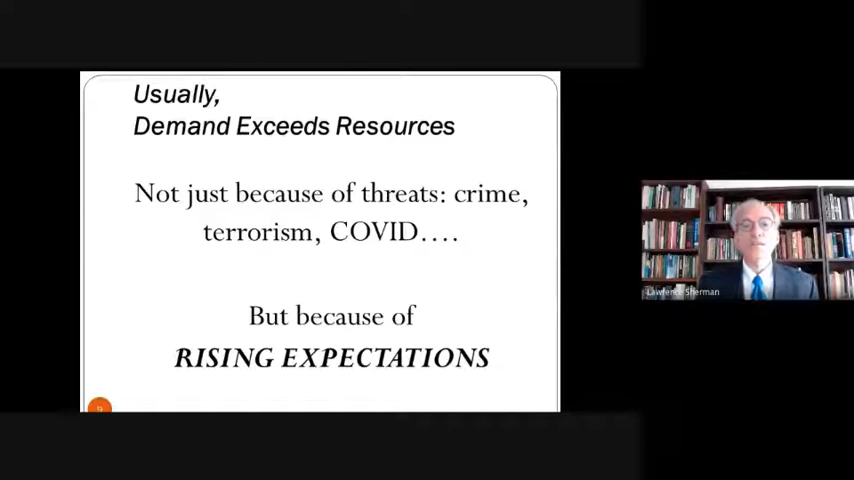 Usually,
Demand Exceeds Resources
Not just because of threats: crime,
terrorism, COVID....
But because of
RISING EXPECTATIONS
9
Lawrence Sherman